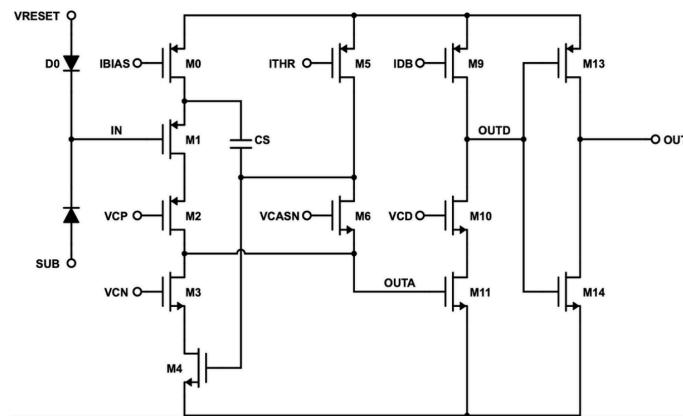 VRESET
D0
IBIAS
M0
ITHR
M5
IDB
M9
M13
IN
M1
CS
OUTD
OUT
VCP
M2
VCASN
M6
VCD
M10
SUB
VCN
M3
OUTA
M11
M14
M4